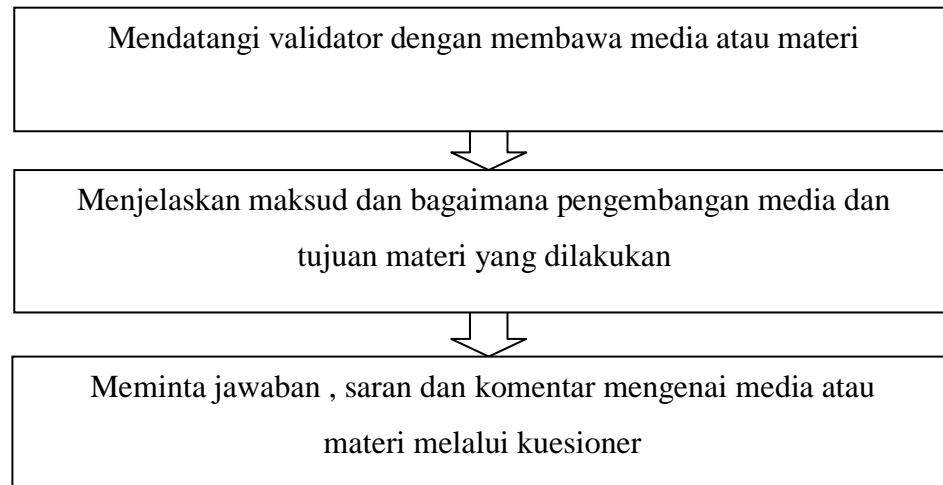 Mendatangi validator dengan membawa media atau materi
Menjelaskan maksud dan bagaimana pengembangan media dan
tujuan materi yang dilakukan
Meminta jawaban , saran dan komentar mengenai media atau
materi melalui kuesioner